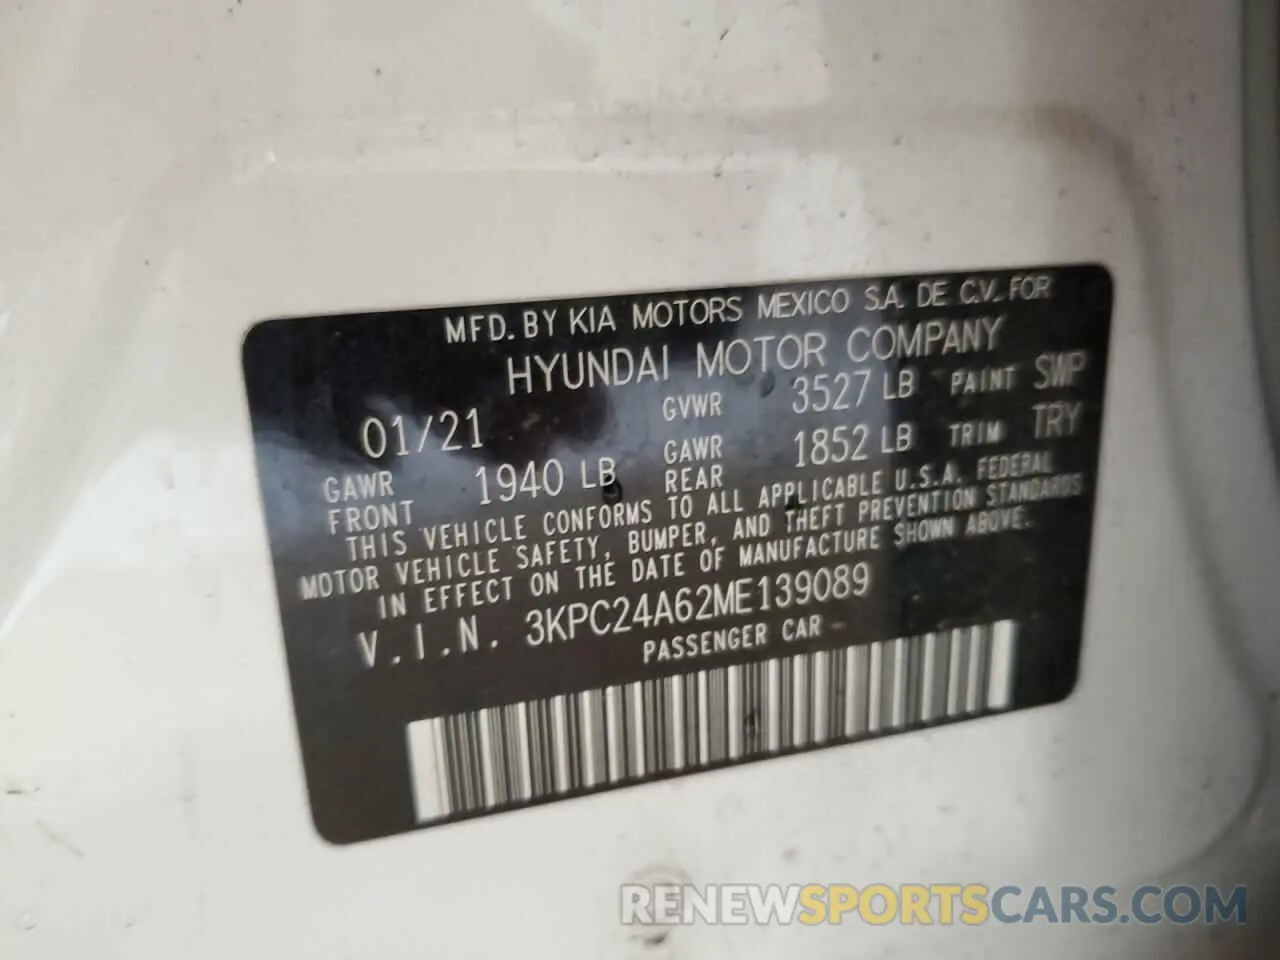 MFD. BY KIA MOTORS MEXICO S.A. DE C.V. FOR
HYUNDAI MOTOR COMPANY
01/21 GVWR 3527 LB PAINT SWP
GAWR FRONT 1940 LB GAWR REAR 1852 LB TRIM TRY
THIS VEHICLE CONFORMS TO ALL APPLICABLE U.S.A. FEDERAL
MOTOR VEHICLE SAFETY, BUMPER, AND THEFT PREVENTION STANDARDS
IN EFFECT ON THE DATE OF MANUFACTURE SHOWN ABOVE.
V.I.N. 3KPC24A62ME139089
PASSENGER CAR
RENEWSPORTSCARS.COM